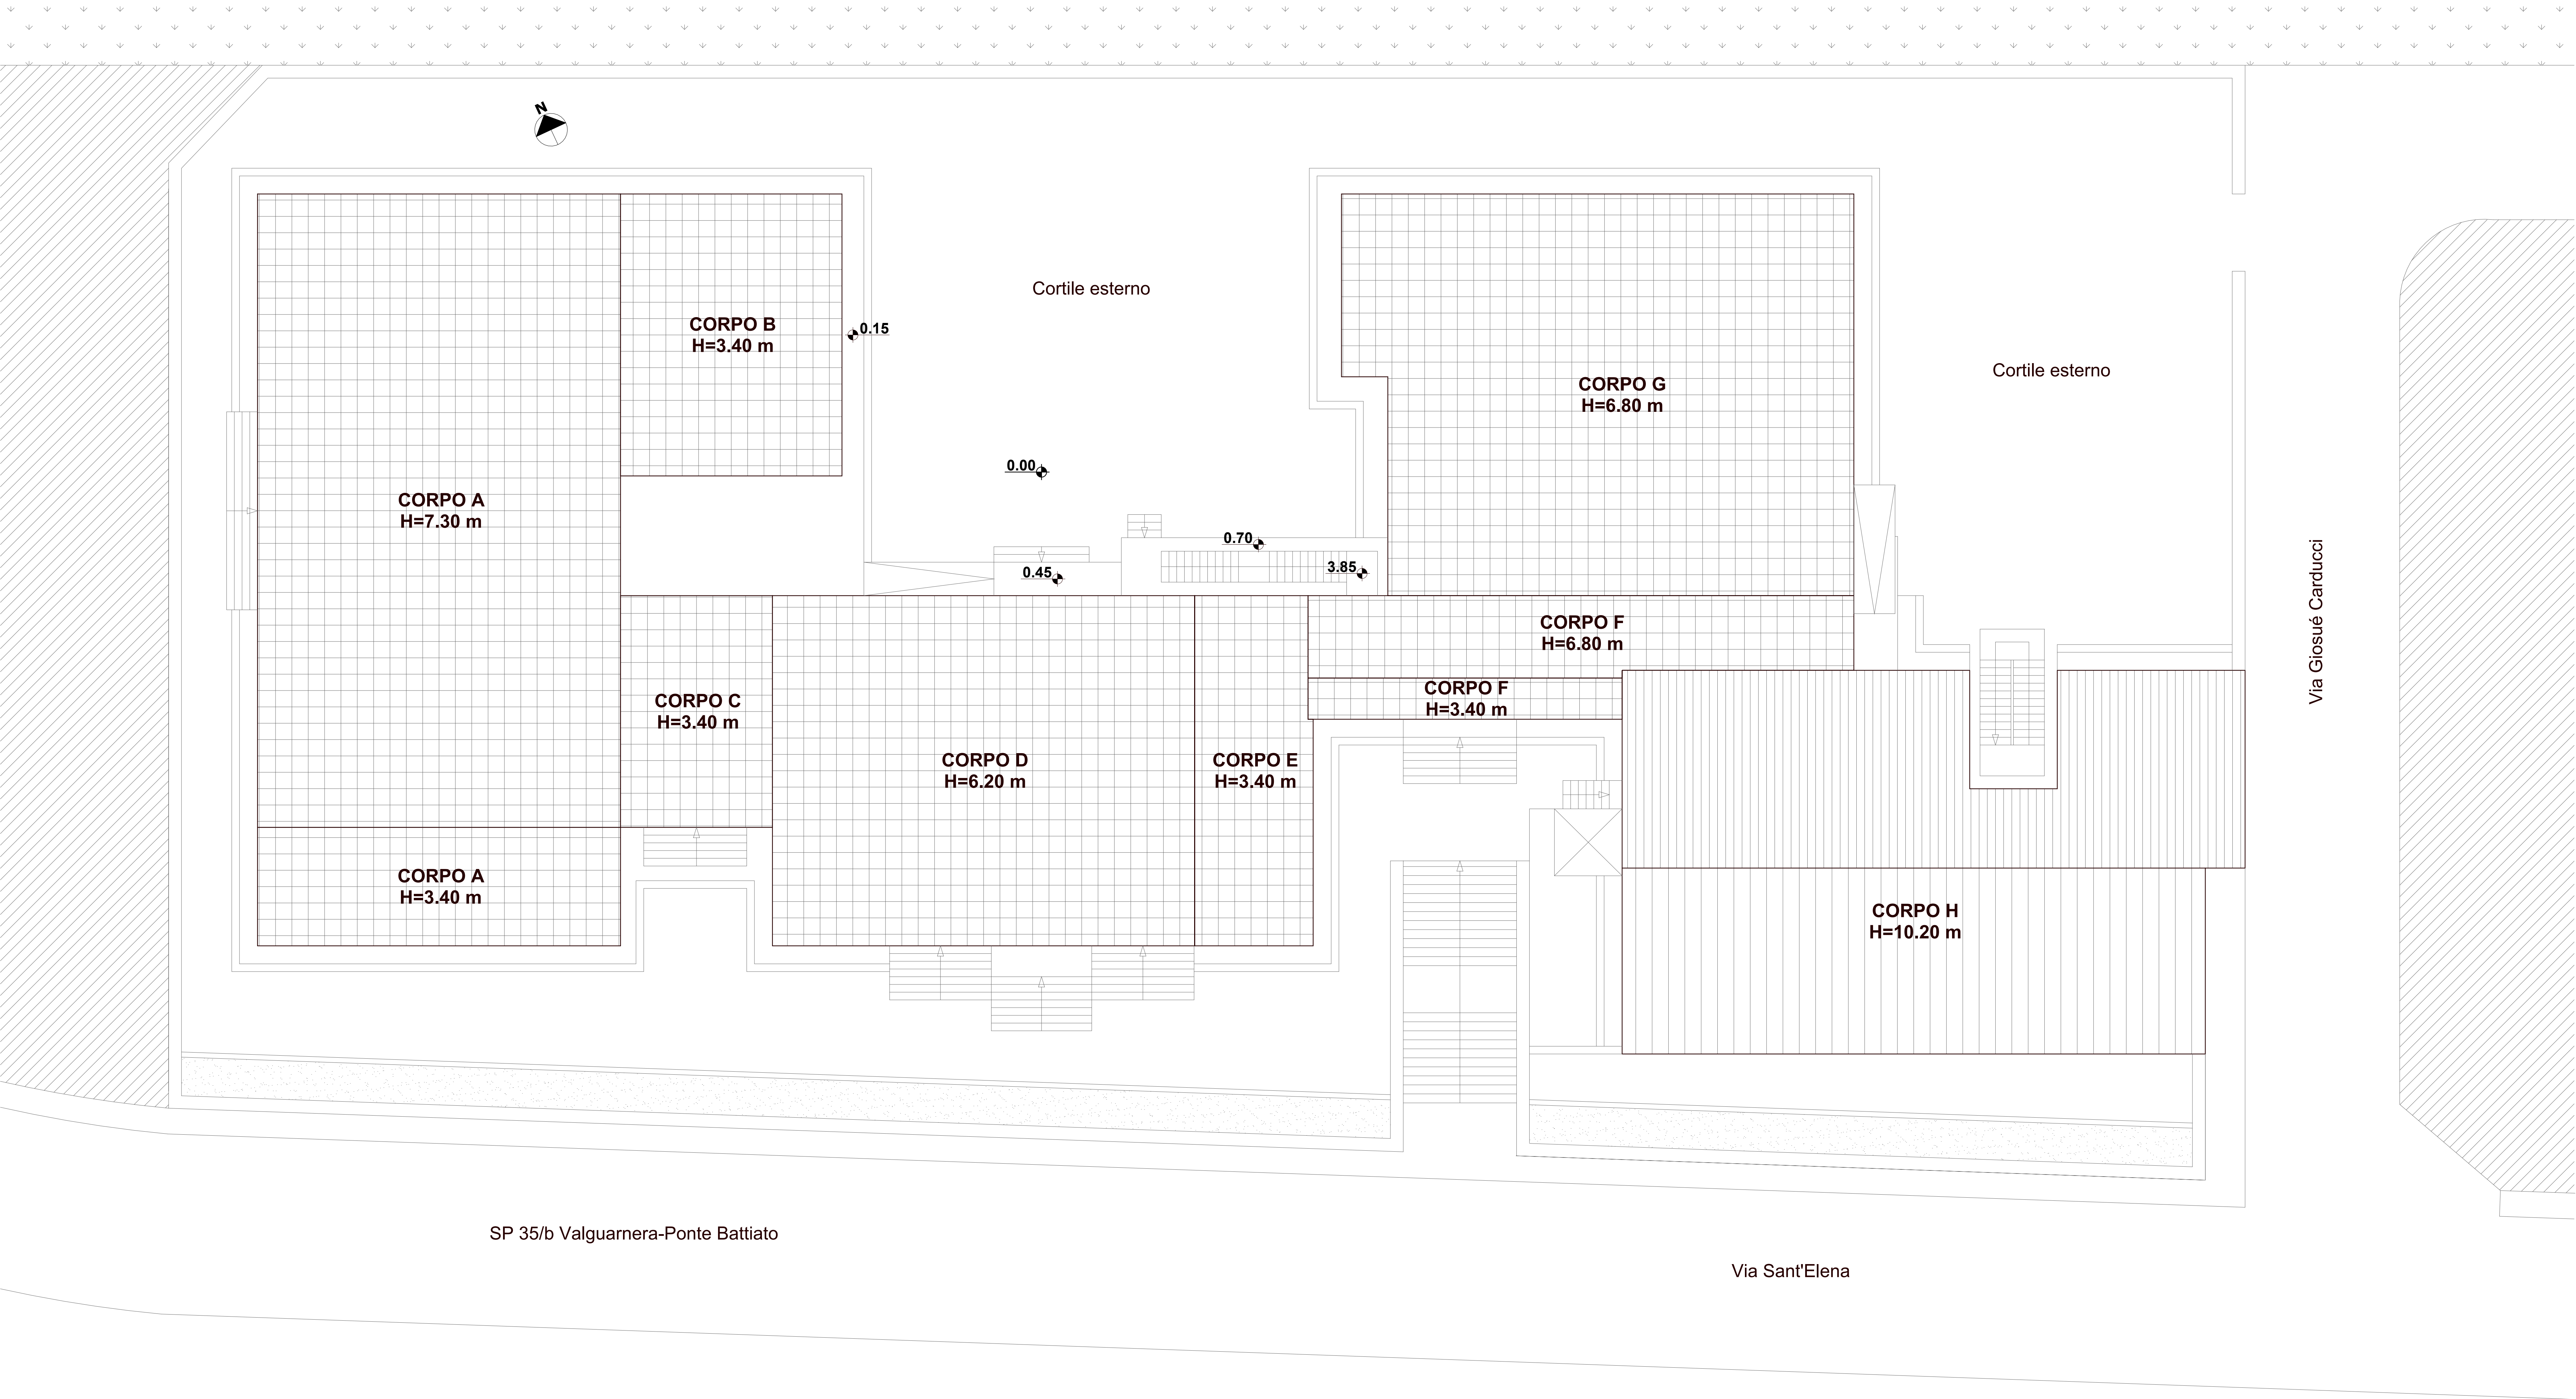 N
Cortile esterno
CORPO B
H=3.40 m
0.15
Cortile esterno
CORPO G
H=6.80 m
0.00
CORPO A
H=7.30 m
0.70
3.85
0.45
Via Giosué Carducci
CORPO F
H=6.80 m
CORPO F
H=3.40 m
CORPO C
H=3.40 m
CORPO D
H=6.20 m
CORPO E
H=3.40 m
CORPO A
H=3.40 m
CORPO H
H=10.20 m
SP 35/b Valguarnera-Ponte Battiato
Via Sant'Elena